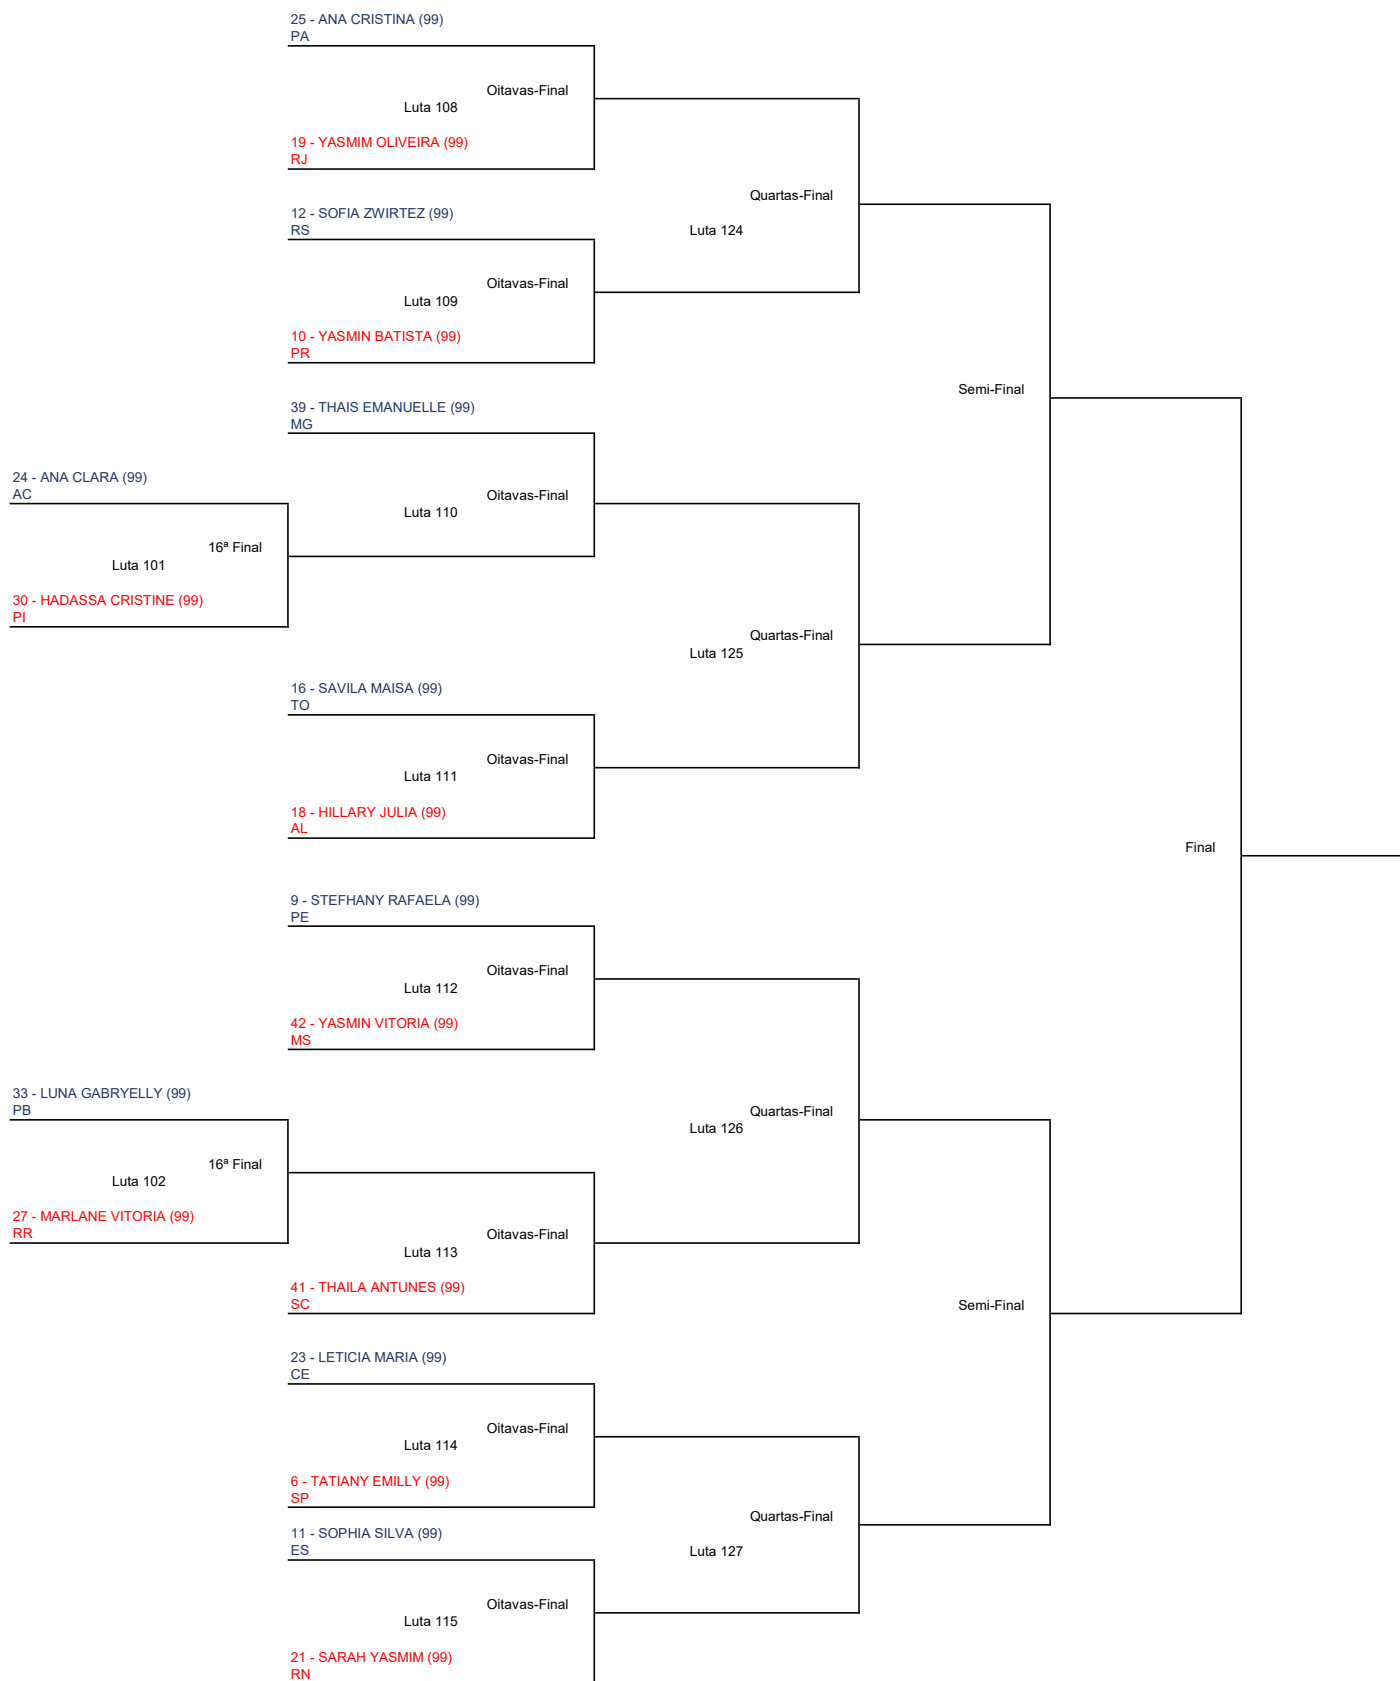 25 - ANA CRISTINA (99)
PA
Oitavas-Final
Luta 108
19 - YASMIM OLIVEIRA (99)
RJ
Quartas-Final
12 - SOFIA ZWIRTEZ (99)
RS
Luta 124
Oitavas-Final
Luta 109
10 - YASMIN BATISTA (99)
PR
Semi-Final
39 - THAIS EMANUELLE (99)
MG
24 - ANA CLARA (99)
AC
Oitavas-Final
Luta 110
16ª Final
Luta 101
30 - HADASSA CRISTINE (99)
PI
Quartas-Final
Luta 125
16 - SAVILA MAISA (99)
TO
Oitavas-Final
Luta 111
18 - HILLARY JULIA (99)
AL
Final
9 - STEFHANY RAFAELA (99)
PE
Oitavas-Final
Luta 112
42 - YASMIN VITORIA (99)
MS
33 - LUNA GABRYELLY (99)
PB
Quartas-Final
Luta 126
16ª Final
Luta 102
27 - MARLANE VITORIA (99)
RR
Oitavas-Final
Luta 113
41 - THAILA ANTUNES (99)
SC
Semi-Final
23 - LETICIA MARIA (99)
CE
Oitavas-Final
Luta 114
6 - TATIANY EMILLY (99)
SP
Quartas-Final
11 - SOPHIA SILVA (99)
ES
Luta 127
Oitavas-Final
Luta 115
21 - SARAH YASMIM (99)
RN